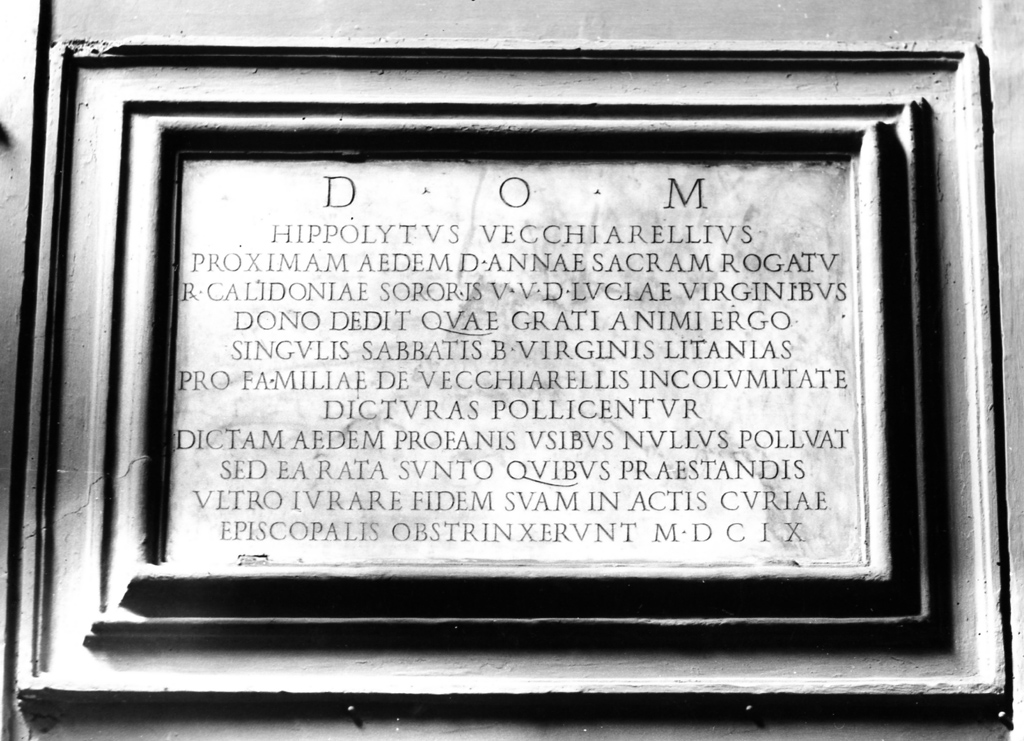 D · O · M
HIPPOLYTVS VECCHIARELLIVS
PROXIMAM AEDEM D·ANNAE SACRAM ROGATV
R·CALIDONIAE SORORIS V·V·D·LVCIAE VIRGINIBVS
DONO DEDIT QVAE GRATI ANIMI ERGO
SINGVLIS SABBATIS B·VIRGINIS LITANIAS
PRO FAMILIAE DE VECCHIARELLIS INCOLVMITATE
DICTVRAS POLLICENTVR
DICTAM AEDEM PROFANIS VSIBVS NVLLVS POLLVAT
SED EA RATA SVNTO QVIBVS PRAESTANDIS
VLTRO IVRARE FIDEM SVAM IN ACTIS CVRIAE
EPISCOPALIS OBSTRINXERVNT M·D C I X